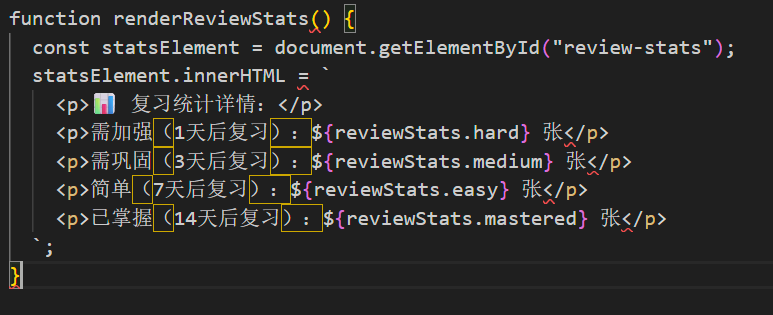 function renderReviewStats() {
  const statsElement = document.getElementById("review-stats");
  statsElement.innerHTML = `
    <p>📊 复习统计详情：</p>
    <p>需加强（1天后复习）：${reviewStats.hard} 张</p>
    <p>需巩固（3天后复习）：${reviewStats.medium} 张</p>
    <p>简单（7天后复习）：${reviewStats.easy} 张</p>
    <p>已掌握（14天后复习）：${reviewStats.mastered} 张</p>
  `;
}